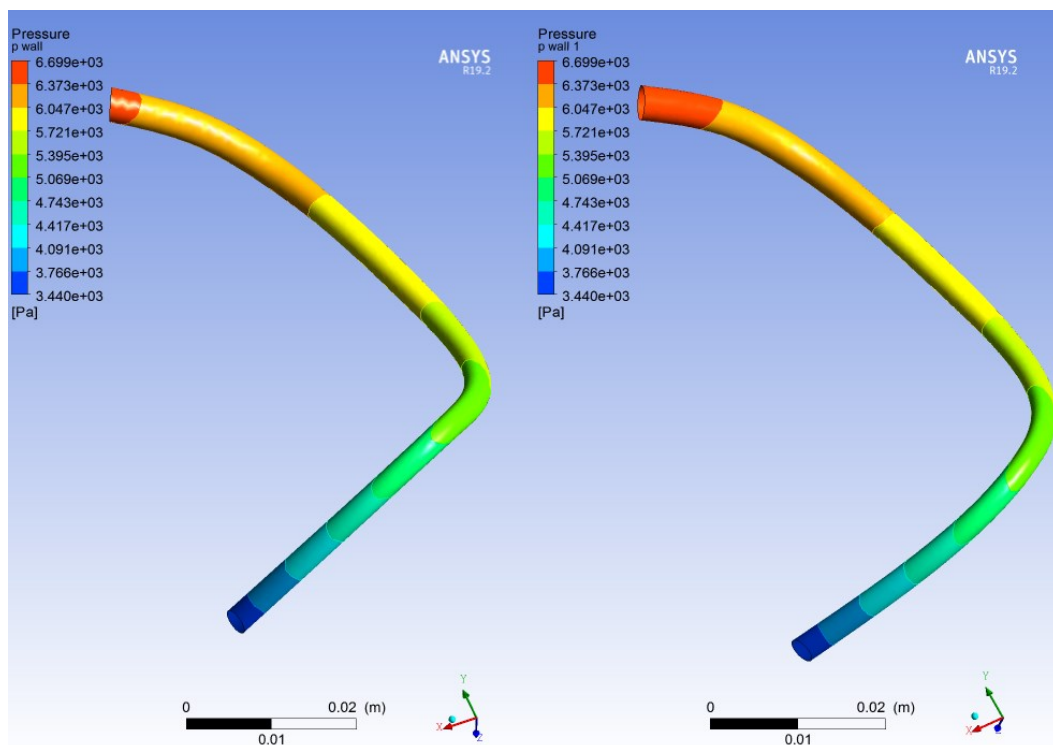 Pressure
p wall
6.699e+03
6.373e+03
6.047e+03
5.721e+03
5.395e+03
5.069e+03
4.743e+03
4.417e+03
4.091e+03
3.766e+03
3.440e+03
[Pa]
ANSYS
R19.2
0
0.02 (m)
0.01
Y
X
Z
Pressure
p wall 1
6.699e+03
6.373e+03
6.047e+03
5.721e+03
5.395e+03
5.069e+03
4.743e+03
4.417e+03
4.091e+03
3.766e+03
3.440e+03
[Pa]
ANSYS
R19.2
0
0.02 (m)
0.01
Y
X
Z